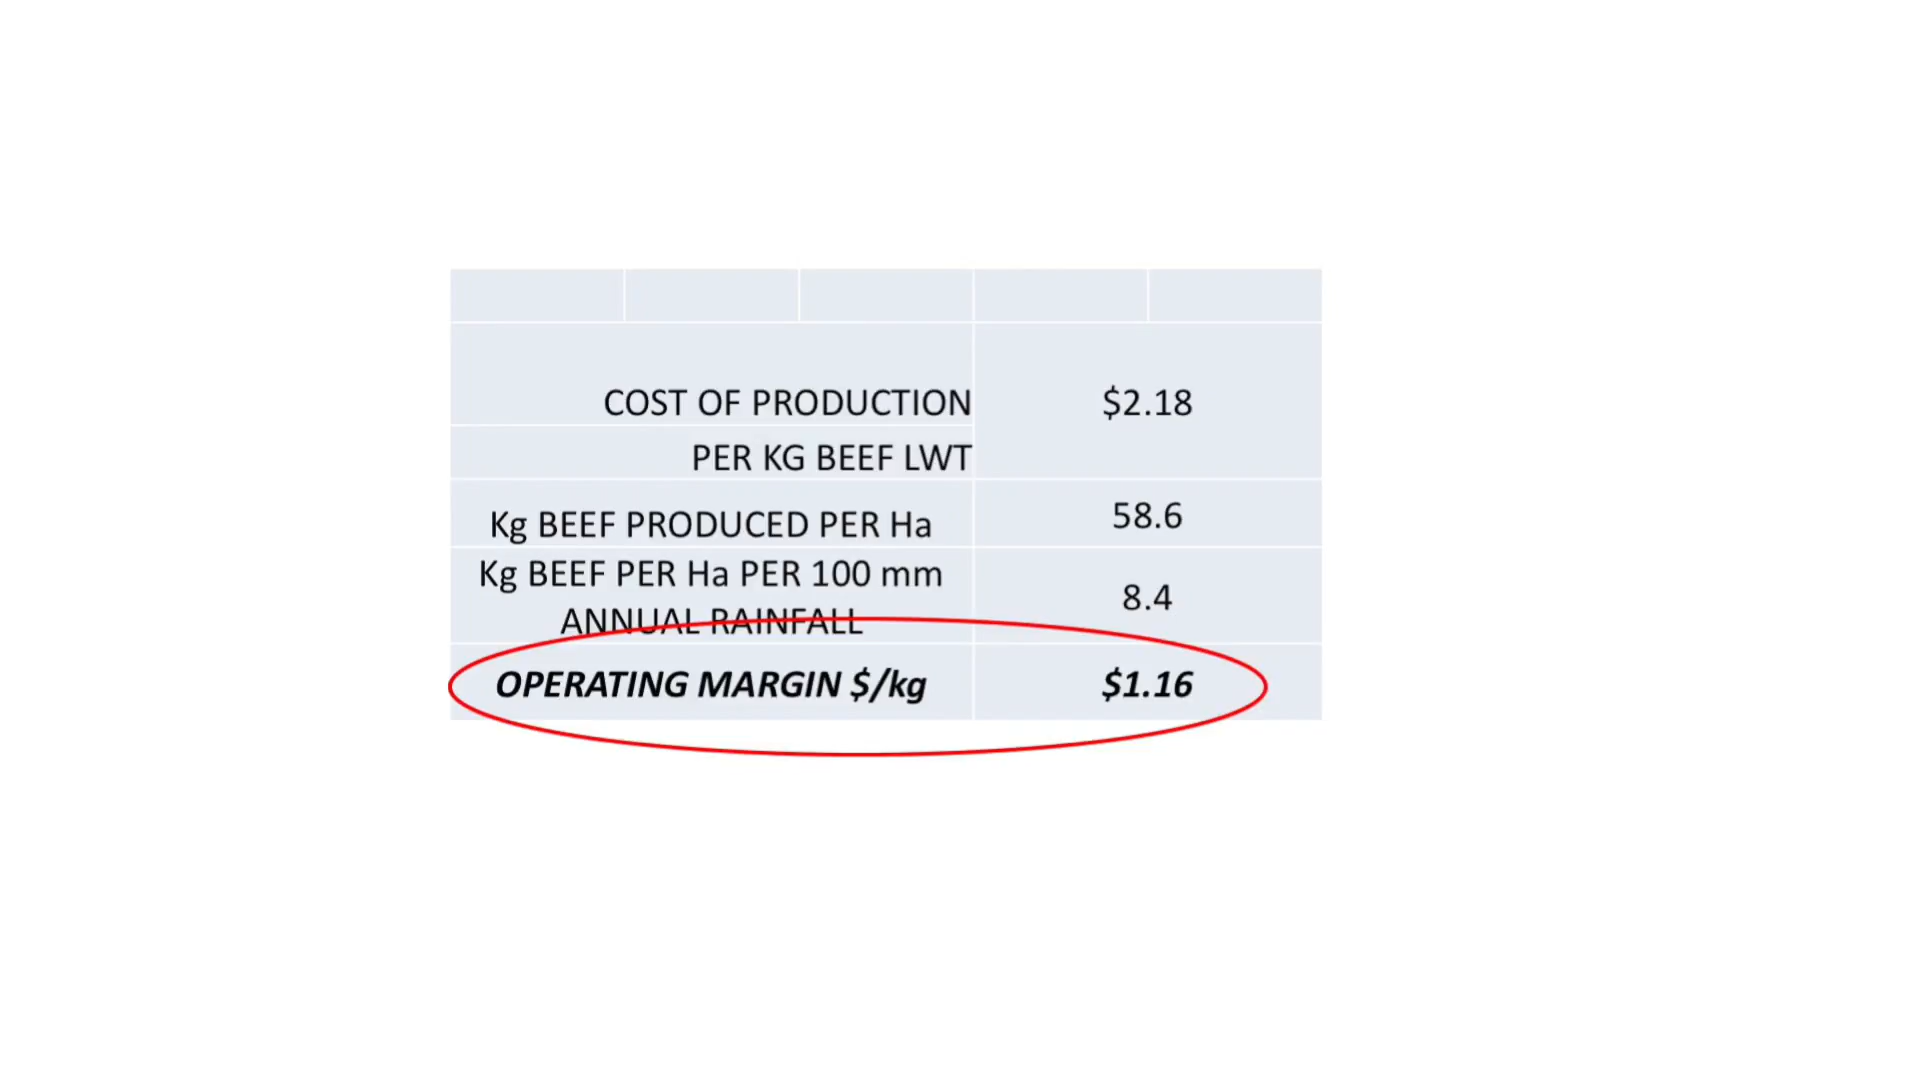 COST OF PRODUCTION $2.18
PER KG BEEF LWT
Kg BEEF PRODUCED PER Ha 58.6
Kg BEEF PER Ha PER 100 mm
ANNUAL RAINFALL 8.4
OPERATING MARGIN $/kg $1.16